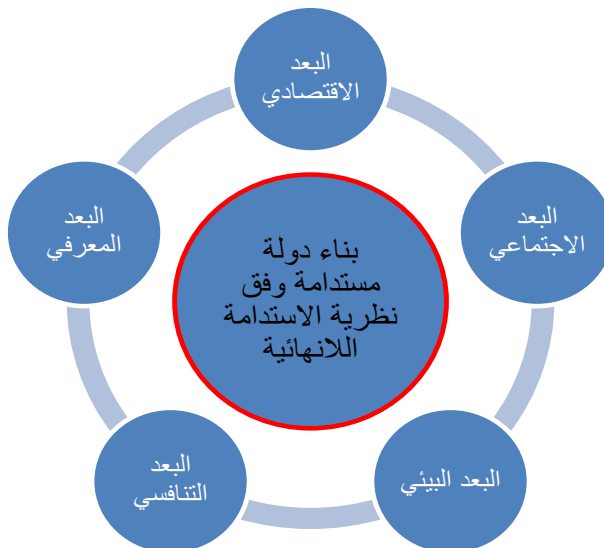 البعد
الاقتصادي
البعد
الاجتماعي
البعد
المعرفي
بناء دولة
مستدامة وفق
نظرية الاستدامة
اللانهائية
البعد البيئي
البعد
التنافسي